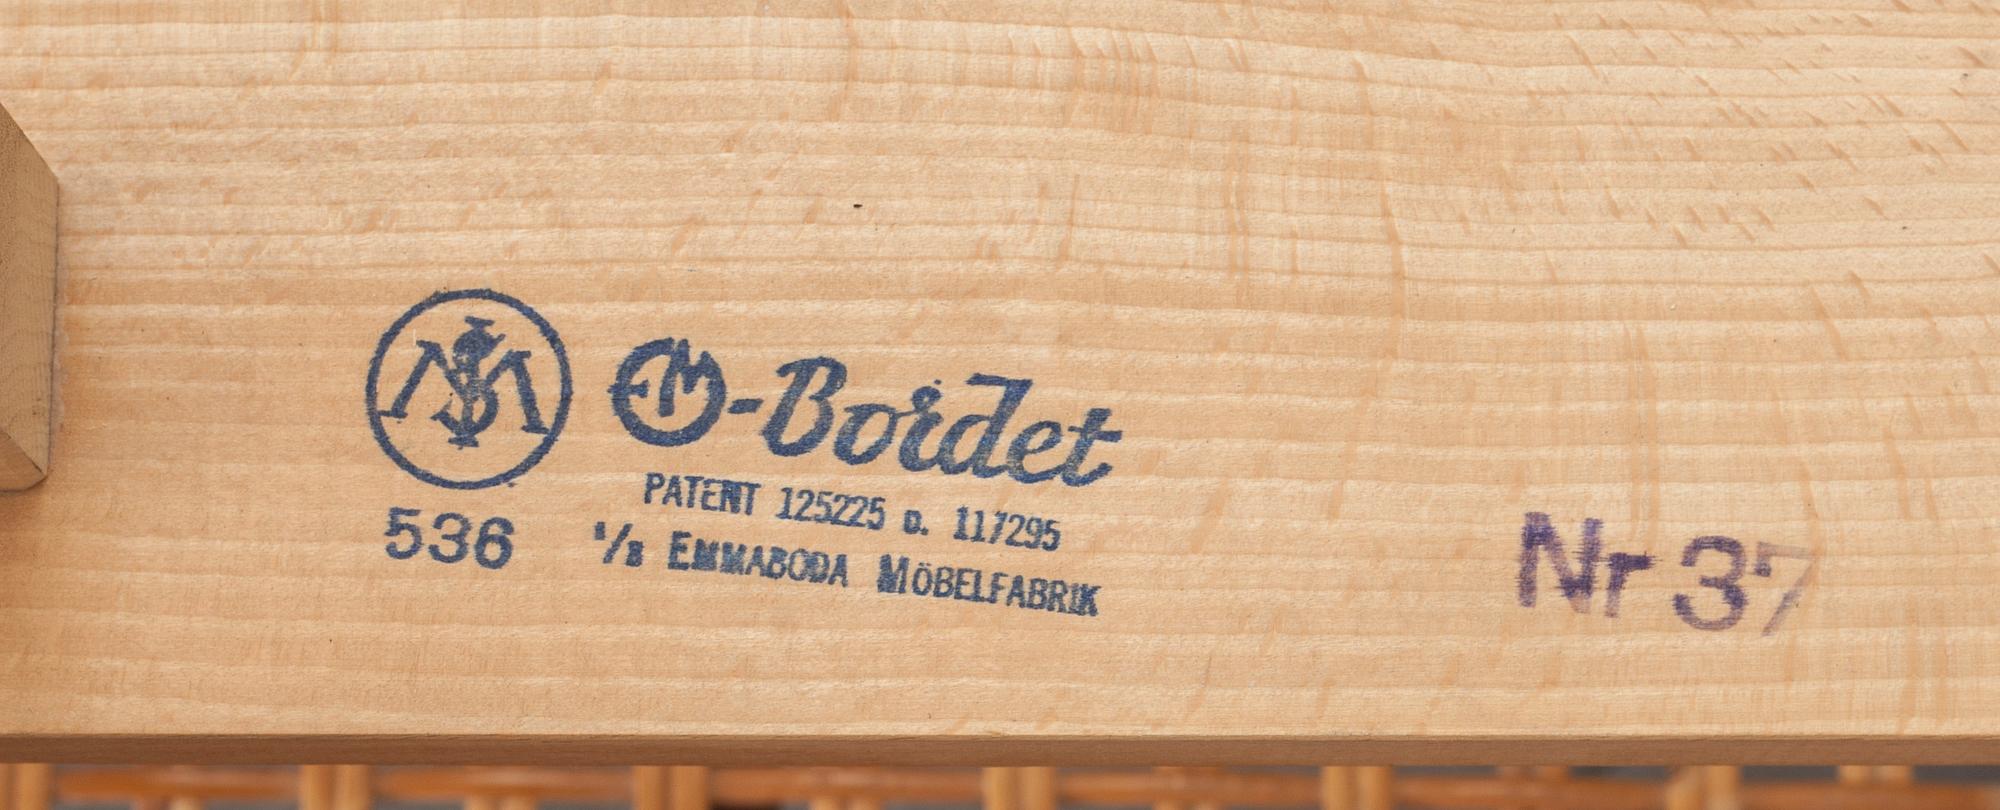 EM-Bordet
PATENT 125225 o. 117295
536
A/B EMMABODA MÖBELFABRIK
Nr 37